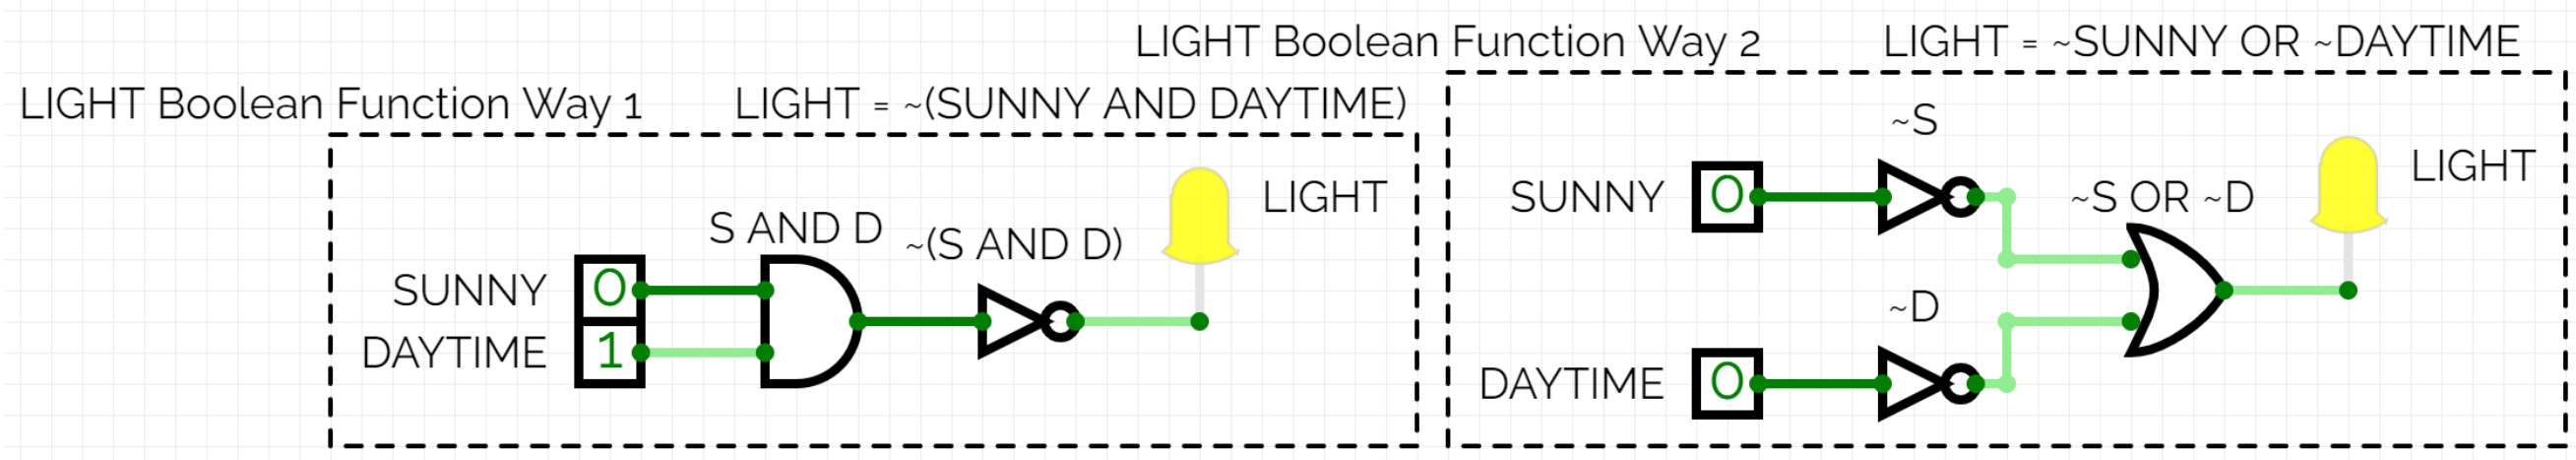 LIGHT Boolean Function Way 1
LIGHT = ~(SUNNY AND DAYTIME)
SUNNY
0
DAYTIME
1
S AND D
~(S AND D)
LIGHT
LIGHT Boolean Function Way 2
LIGHT = ~SUNNY OR ~DAYTIME
SUNNY
0
~S
DAYTIME
0
~D
~S OR ~D
LIGHT